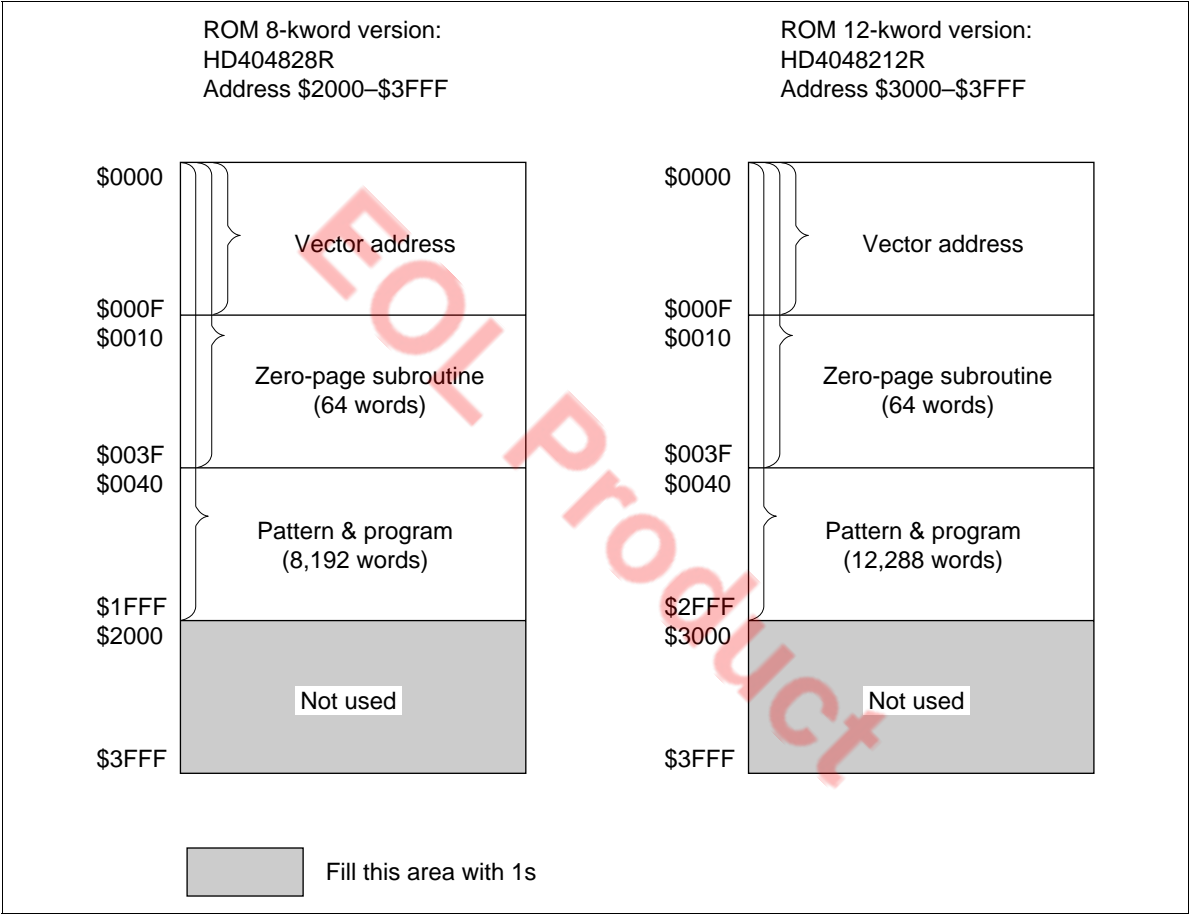 ROM 8-kword version:
HD404828R
Address $2000–$3FFF
ROM 12-kword version:
HD4048212R
Address $3000–$3FFF
$0000
Vector address
$000F
$0010
Zero-page subroutine
(64 words)
$003F
$0040
Pattern & program
(8,192 words)
$1FFF
$2000
Not used
$3FFF
$0000
Vector address
$000F
$0010
Zero-page subroutine
(64 words)
$003F
$0040
Pattern & program
(12,288 words)
$2FFF
$3000
Not used
$3FFF
Fill this area with 1s
EOL Product